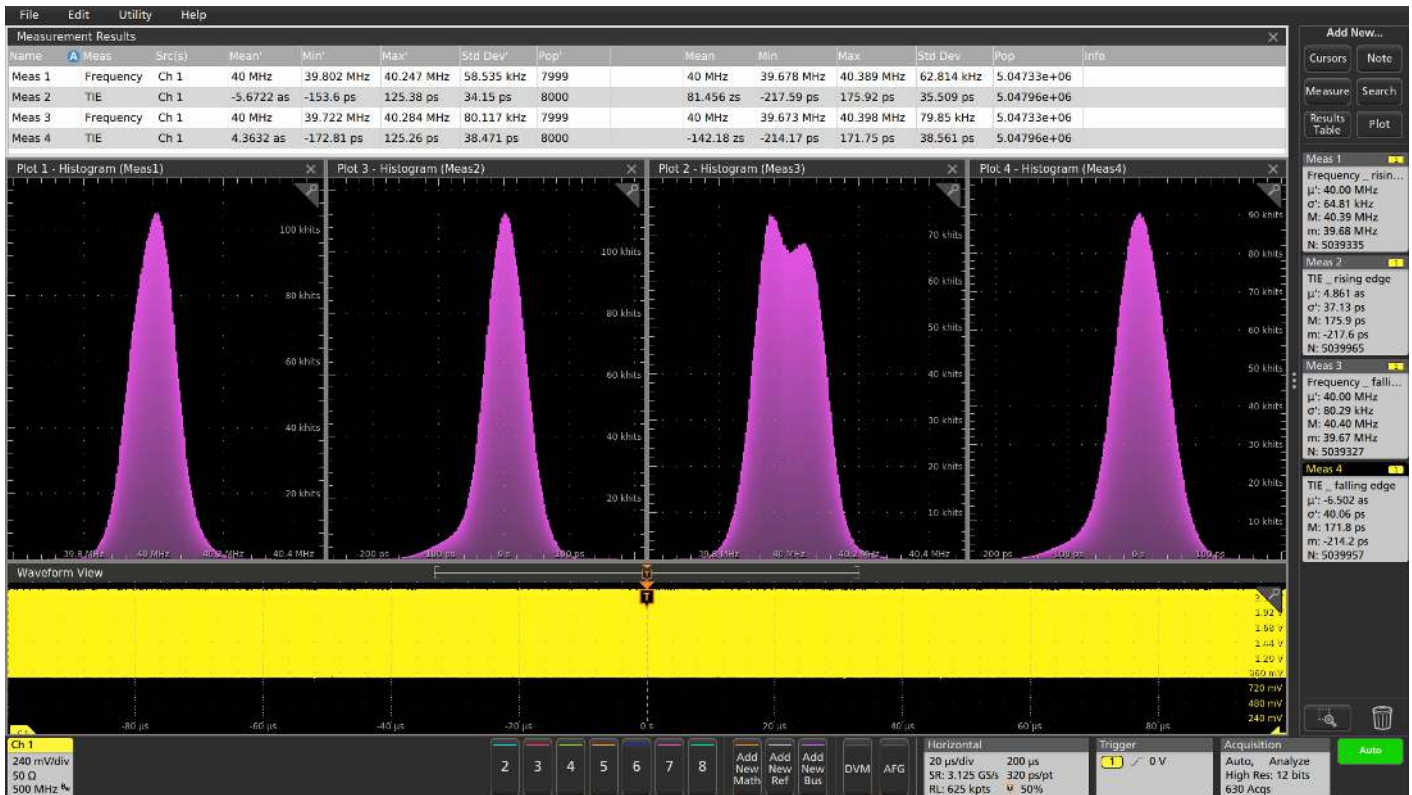 File Edit Utility Help
Measurement Results
Name A Meas Src(s) Mean' Min' Max' Std Dev' Pop' Mean Min Max Std Dev Pop Info
Meas 1 Frequency Ch 1 40 MHz 39.802 MHz 40.247 MHz 58.535 kHz 7999 40 MHz 39.678 MHz 40.389 MHz 62.814 kHz 5.04733e+06
Meas 2 TIE Ch 1 -5.6722 as -153.6 ps 125.38 ps 34.15 ps 8000 81.456 zs -217.59 ps 175.92 ps 35.509 ps 5.04796e+06
Meas 3 Frequency Ch 1 40 MHz 39.722 MHz 40.284 MHz 80.117 kHz 7999 40 MHz 39.673 MHz 40.398 MHz 79.85 kHz 5.04733e+06
Meas 4 TIE Ch 1 4.3632 as -172.81 ps 125.26 ps 38.471 ps 8000 -142.18 zs -214.17 ps 171.75 ps 38.561 ps 5.04796e+06
Plot 1 - Histogram (Meas1)
100 khits
80 khits
60 khits
40 khits
20 khits
39.8 MHz 40 MHz 40.2 MHz 40.4 MHz
Plot 3 - Histogram (Meas2)
100 khits
80 khits
60 khits
40 khits
20 khits
-200 ps -100 ps 0 s 100 ps
Plot 2 - Histogram (Meas3)
70 khits
60 khits
50 khits
40 khits
30 khits
20 khits
10 khits
39.8 MHz 40 MHz 40.2 MHz 40.4 MHz
Plot 4 - Histogram (Meas4)
90 khits
80 khits
70 khits
60 khits
50 khits
40 khits
30 khits
20 khits
10 khits
-200 ps -100 ps 0 s 100 ps
Waveform View
T
T
1.92 V
1.68 V
1.44 V
1.20 V
960 mV
720 mV
480 mV
240 mV
-80 µs -60 µs -40 µs -20 µs 0 s 20 µs 40 µs 60 µs 80 µs
C1
Add New...
Cursors Note
Measure Search
Results Table Plot
Meas 1 1
Frequency _ risin...
µ': 40.00 MHz
σ': 64.81 kHz
M: 40.39 MHz
m: 39.68 MHz
N: 5039335
Meas 2 1
TIE _ rising edge
µ': 4.861 as
σ': 37.13 ps
M: 175.9 ps
m: -217.6 ps
N: 5039965
Meas 3 1
Frequency _ falli...
µ': 40.00 MHz
σ': 80.29 kHz
M: 40.40 MHz
m: 39.67 MHz
N: 5039327
Meas 4 1
TIE _ falling edge
µ': -6.502 as
σ': 40.06 ps
M: 171.8 ps
m: -214.2 ps
N: 5039957
Ch 1
240 mV/div
50 Ω
500 MHz
2 3 4 5 6 7 8
Add New Math
Add New Ref
Add New Bus
DVM AFG
Horizontal
20 µs/div 200 µs
SR: 3.125 GS/s 320 ps/pt
RL: 625 kpts 50%
Trigger
1 0 V
Acquisition
Auto, Analyze
High Res: 12 bits
630 Acqs
Auto